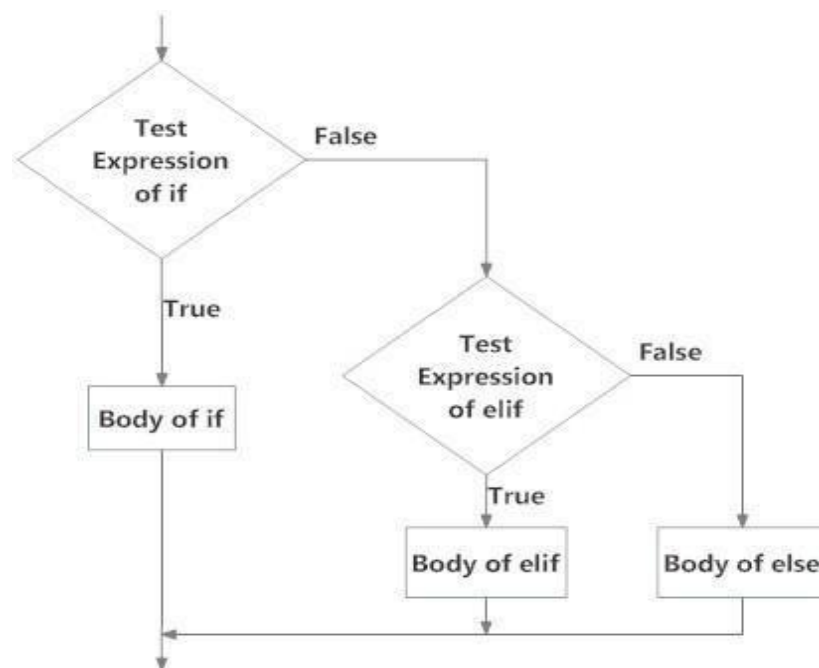 Test
Expression
of if
False
True
Body of if
Test
Expression
of elif
False
True
Body of elif
Body of else